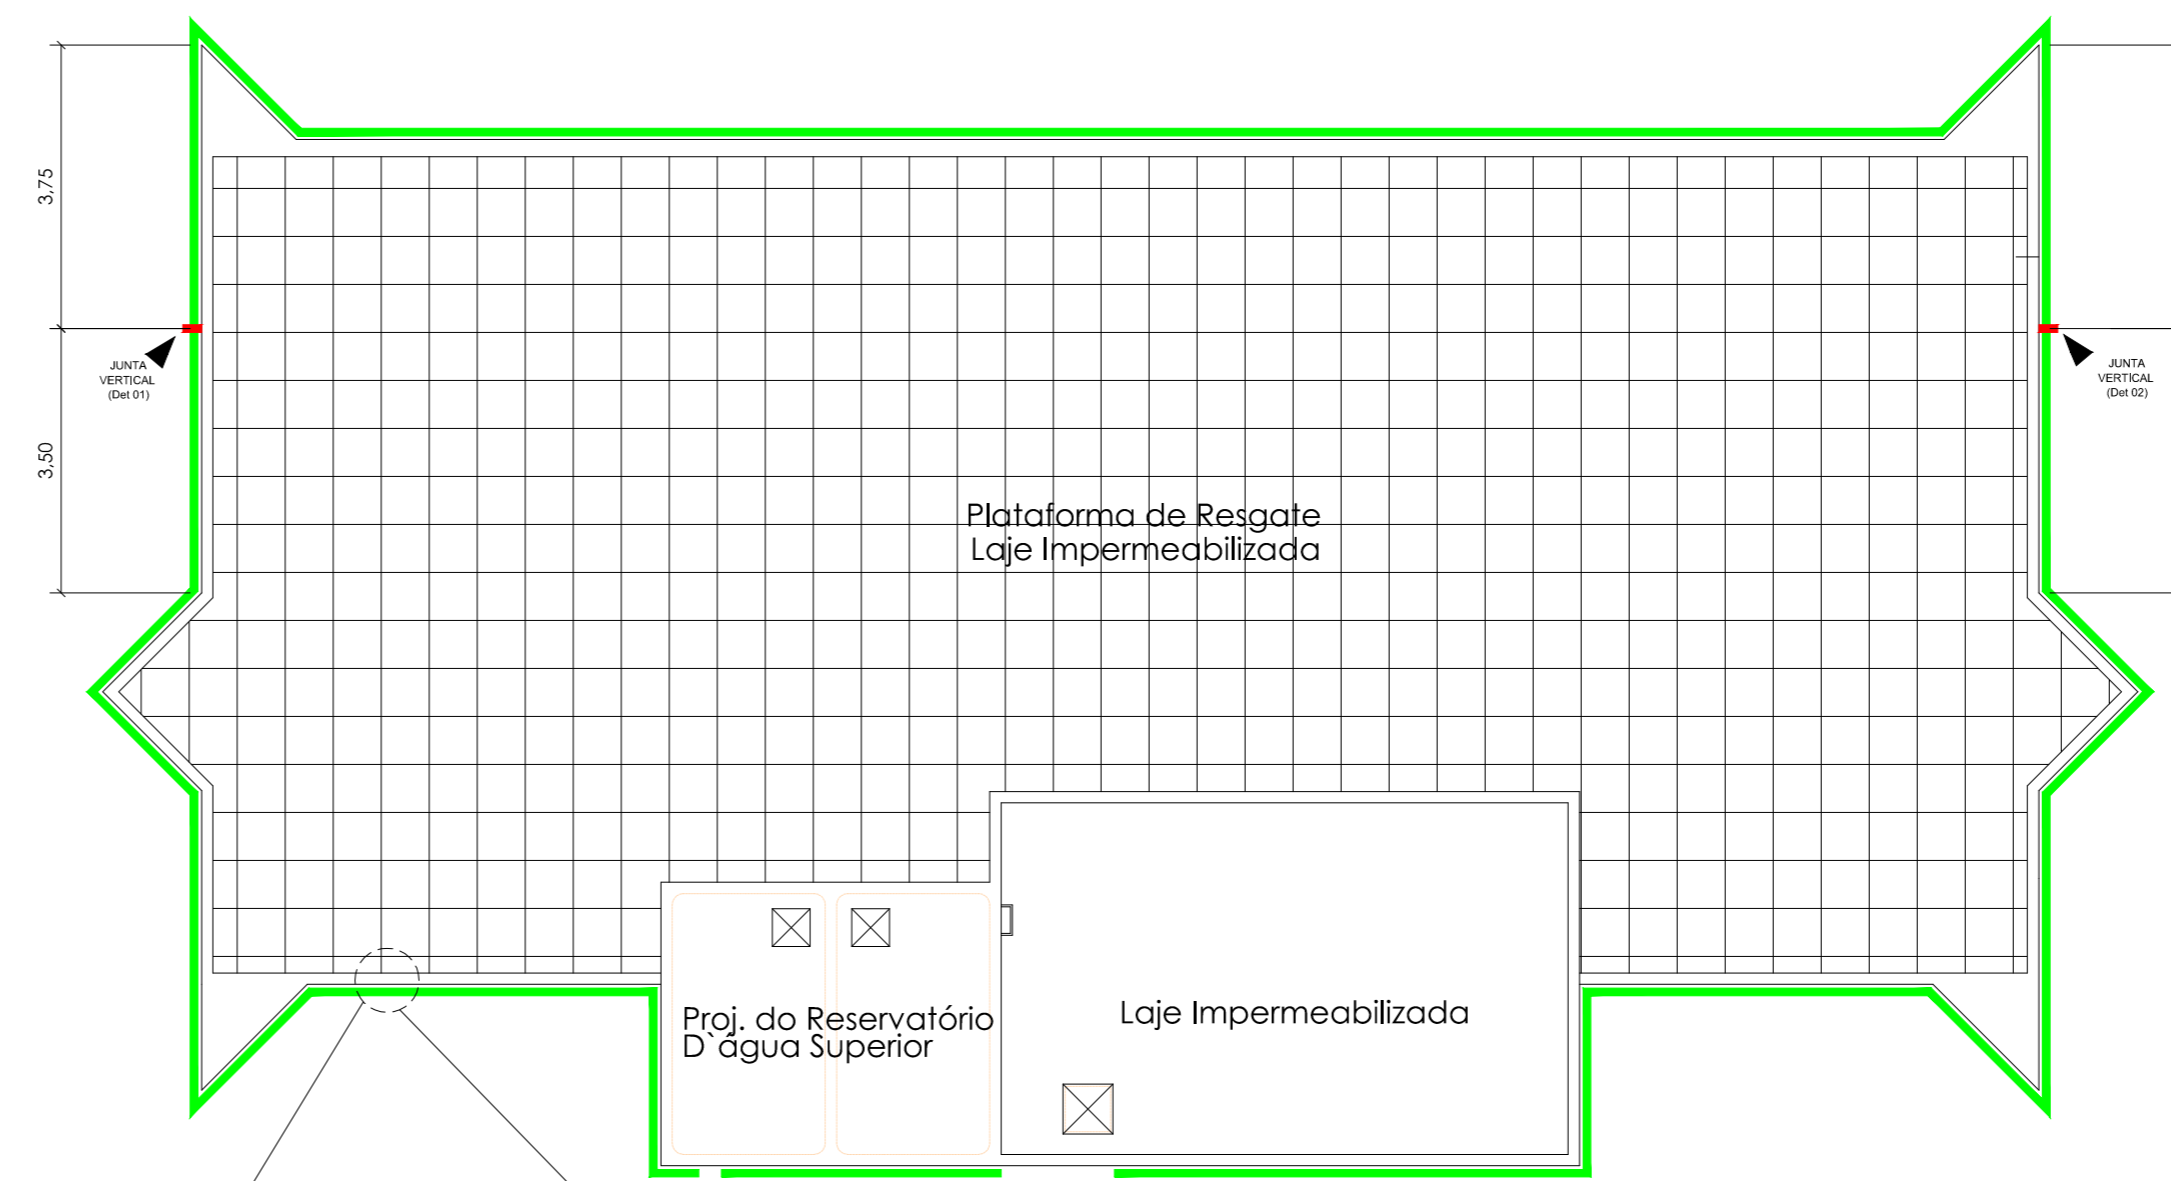 3,75
JUNTA
VERTICAL
(Det 01)
JUNTA
VERTICAL
(Det 02)
3,50
Plataforma de Resgate
Laje Impermeabilizada
Proj. do Reservatório
D`água Superior
Laje Impermeabilizada